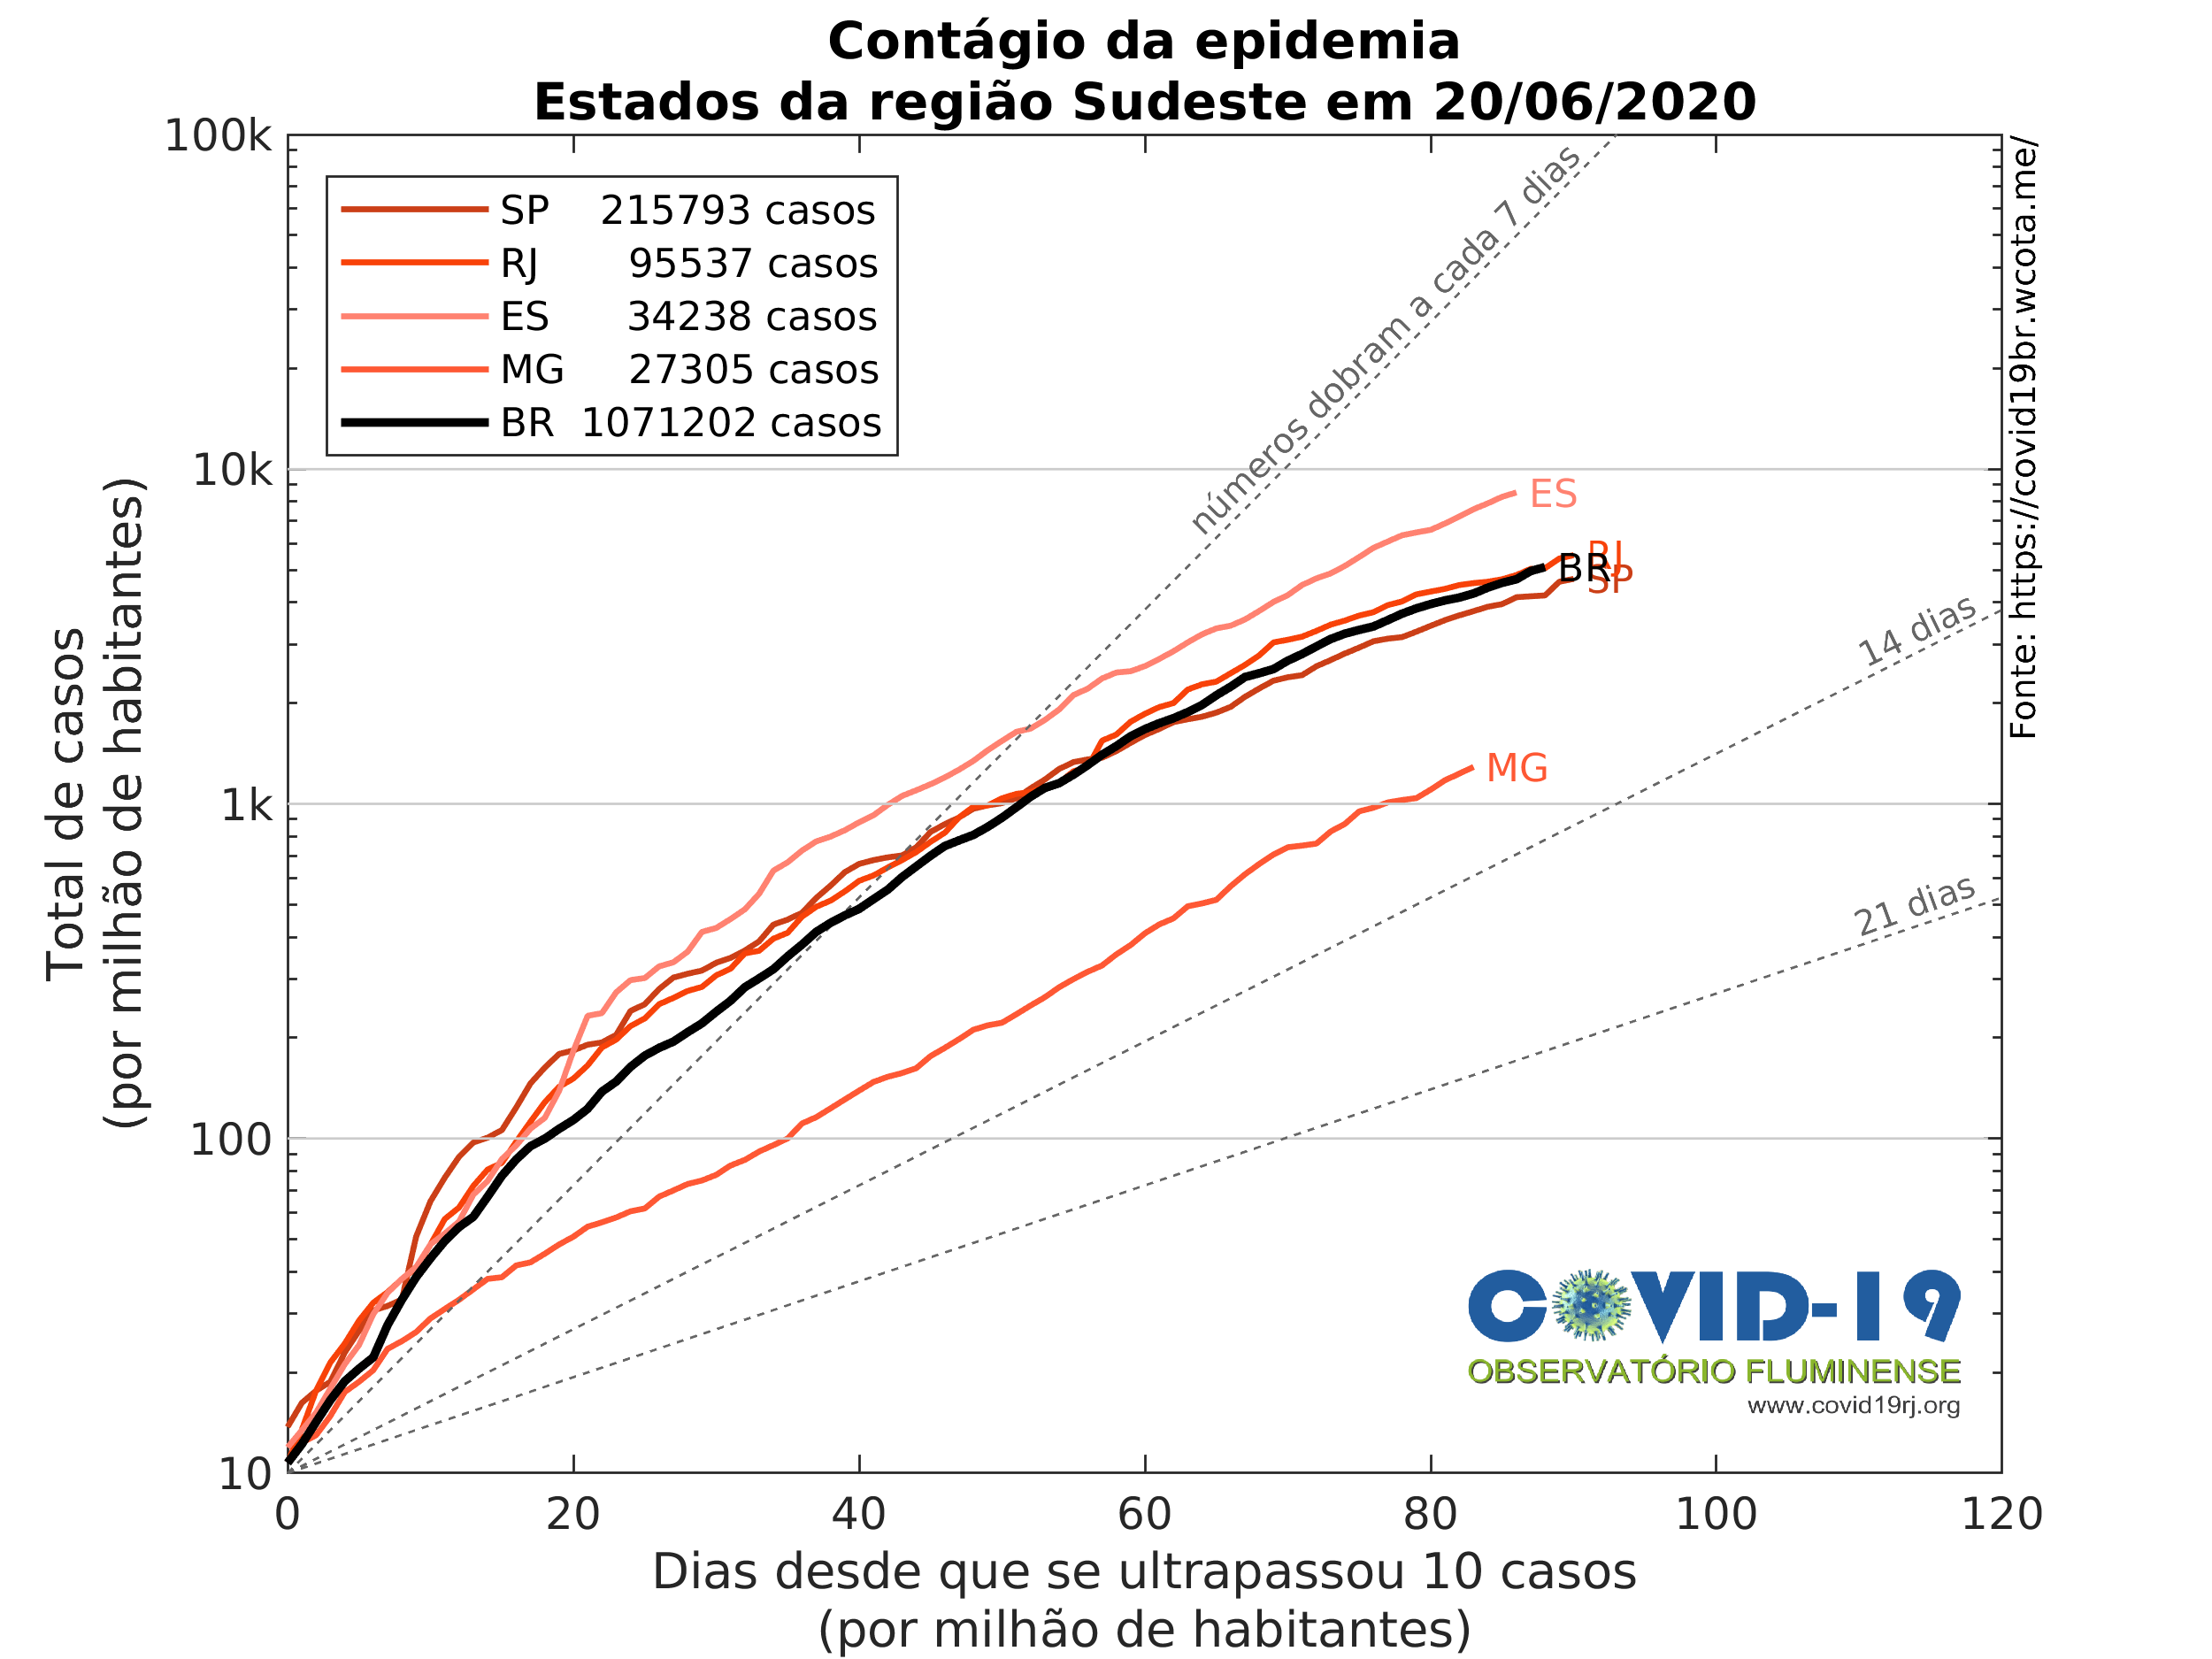 Contágio da epidemia
Estados da região Sudeste em 20/06/2020
100k
10k
1k
100
10
Total de casos
(por milhão de habitantes)
SP 215793 casos
RJ 95537 casos
ES 34238 casos
MG 27305 casos
BR 1071202 casos
números dobram a cada 7 dias
14 dias
21 dias
ES
RJ
BR
SP
MG
Fonte: https://covid19br.wcota.me/
COVID-19
OBSERVATÓRIO FLUMINENSE
www.covid19rj.org
0 20 40 60 80 100 120
Dias desde que se ultrapassou 10 casos
(por milhão de habitantes)